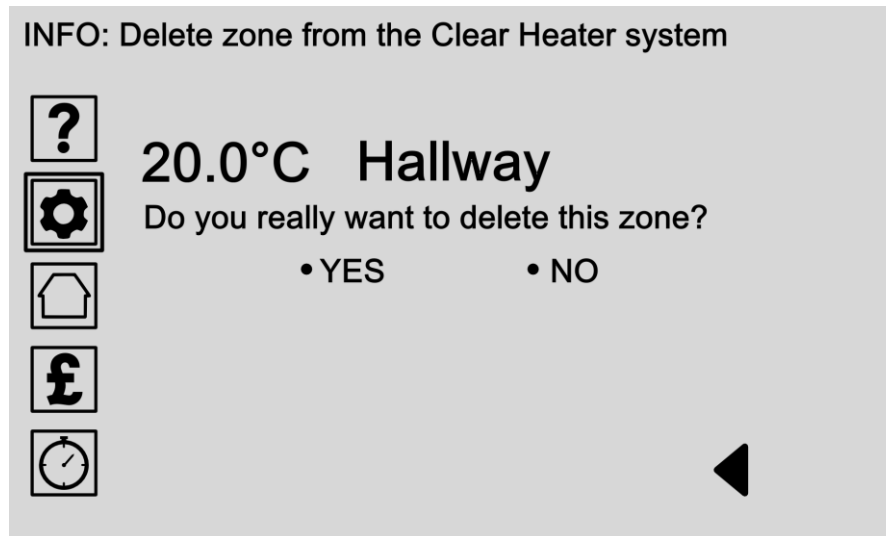 INFO: Delete zone from the Clear Heater system
?
20.0°C Hallway
Do you really want to delete this zone?
• YES • NO
£